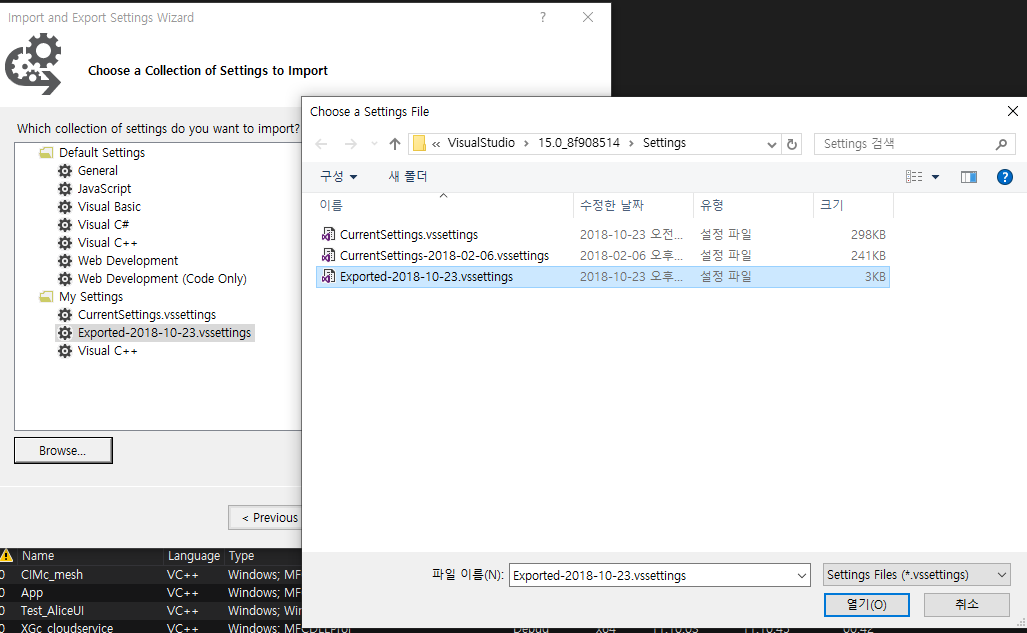 Import and Export Settings Wizard
?
Choose a Collection of Settings to Import
Which collection of settings do you want to import?
Default Settings
General
JavaScript
Visual Basic
Visual C#
Visual C++
Web Development
Web Development (Code Only)
My Settings
CurrentSettings.vssettings
Exported-2018-10-23.vssettings
Visual C++
Browse...
< Previous
Choose a Settings File
« VisualStudio › 15.0_8f908514 › Settings
Settings 검색
구성
새 폴더
?
이름 수정한 날짜 유형 크기
CurrentSettings.vssettings 2018-10-23 오전... 설정 파일 298KB
CurrentSettings-2018-02-06.vssettings 2018-02-06 오후... 설정 파일 241KB
Exported-2018-10-23.vssettings 2018-10-23 오후... 설정 파일 3KB
파일 이름(N): Exported-2018-10-23.vssettings Settings Files (*.vssettings)
열기(O) 취소
Name Language Type
0 CIMc_mesh VC++ Windows; MF
0 App VC++ Windows; MF
0 Test_AliceUI VC++ Windows; Win
0 XGc_cloudservice VC++ Windows; Debug x64